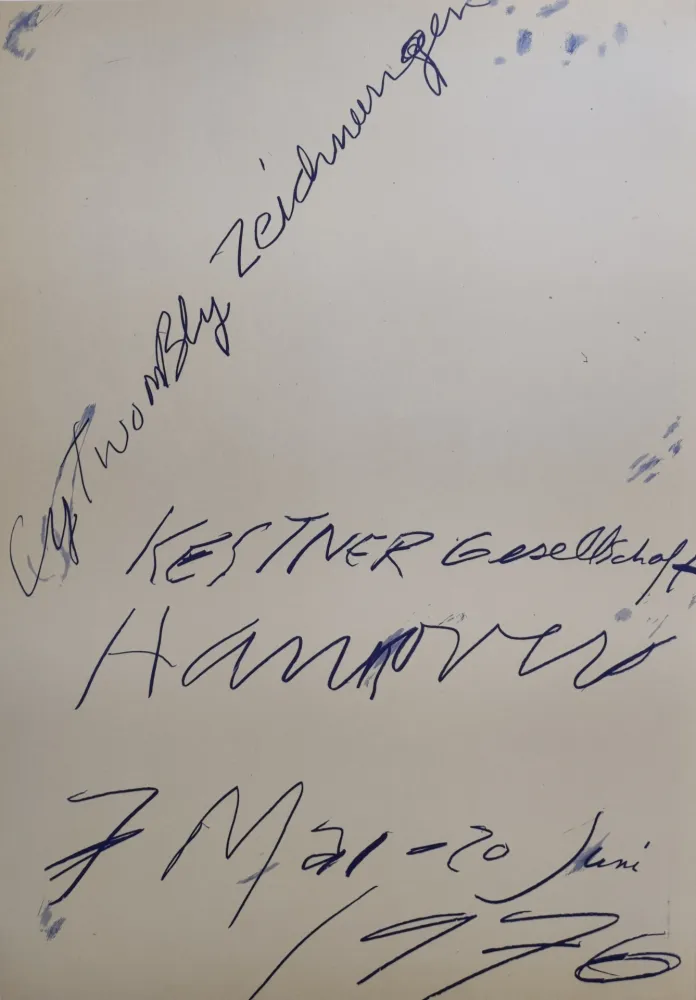 Cy Twombly Zeichnungen
KESTNER Gesellschaft
Hannover
7 Mai - 20 Juni
1976